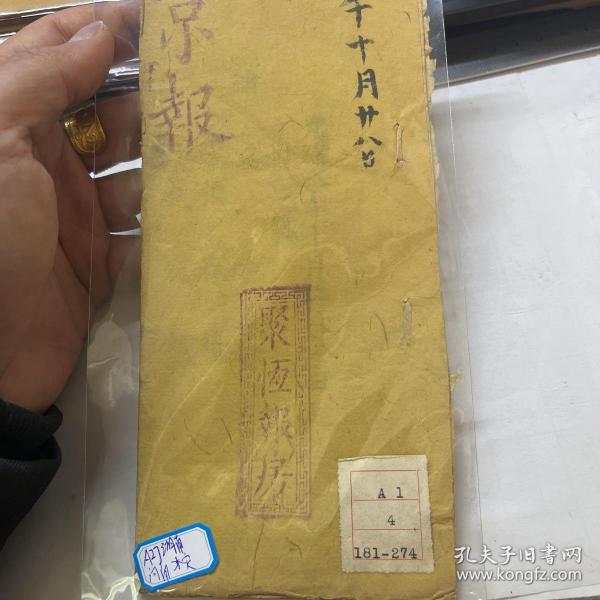 京報
年十月廿八日
聚恆報房
A 1
4
181-274
孔夫子旧书网
www.kongfz.com